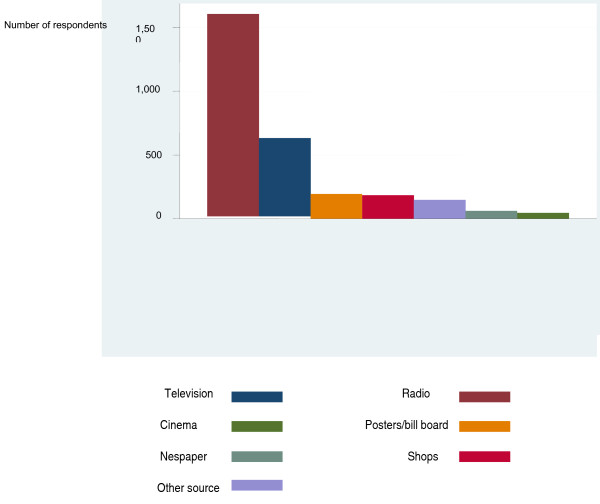 Number of respondents
1,50
0
1,000
500
0
Television
Radio
Cinema
Posters/bill board
Nespaper
Shops
Other source